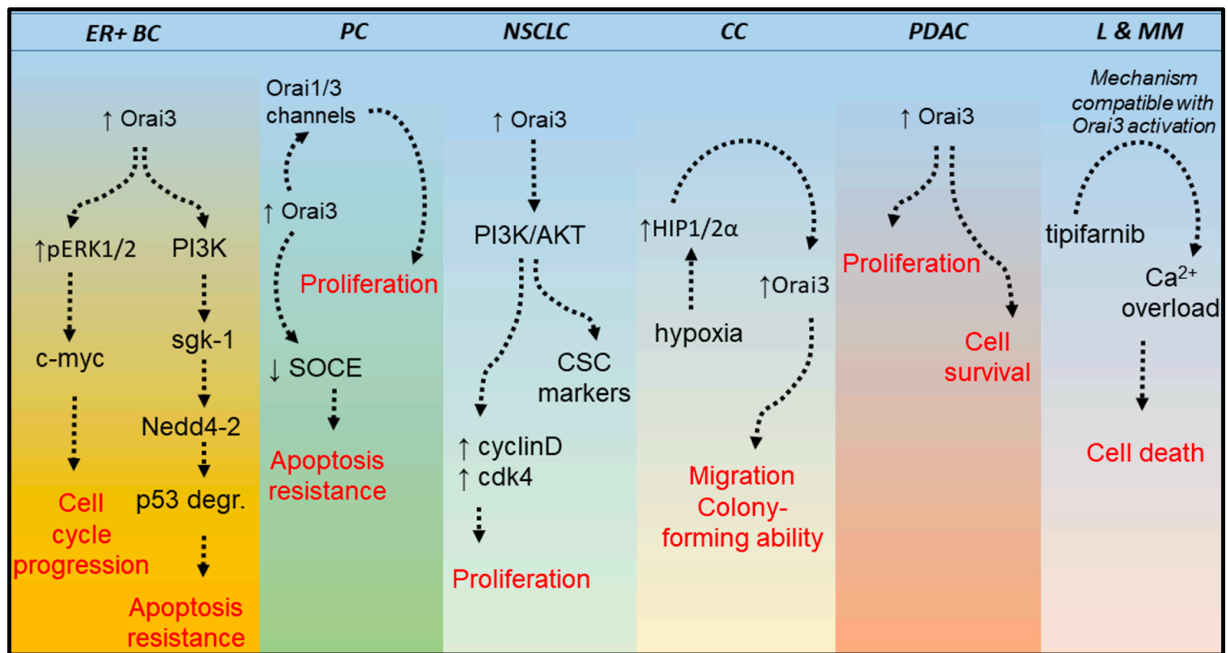 ER+ BC
PC
NSCLC
CC
PDAC
L & MM
↑ Orai3
↑pERK1/2
PI3K
c-myc
sgk-1
Nedd4-2
p53 degr.
Cell
cycle
progression
Apoptosis
resistance
Orai1/3
channels
↑ Orai3
Proliferation
↓ SOCE
Apoptosis
resistance
↑ Orai3
PI3K/AKT
CSC
markers
↑ cyclinD
↑ cdk4
Proliferation
↑HIP1/2α
↑Orai3
hypoxia
Migration
Colony-
forming ability
↑ Orai3
Proliferation
Cell
survival
Mechanism
compatible with
Orai3 activation
tipifarnib
Ca²⁺
overload
Cell death